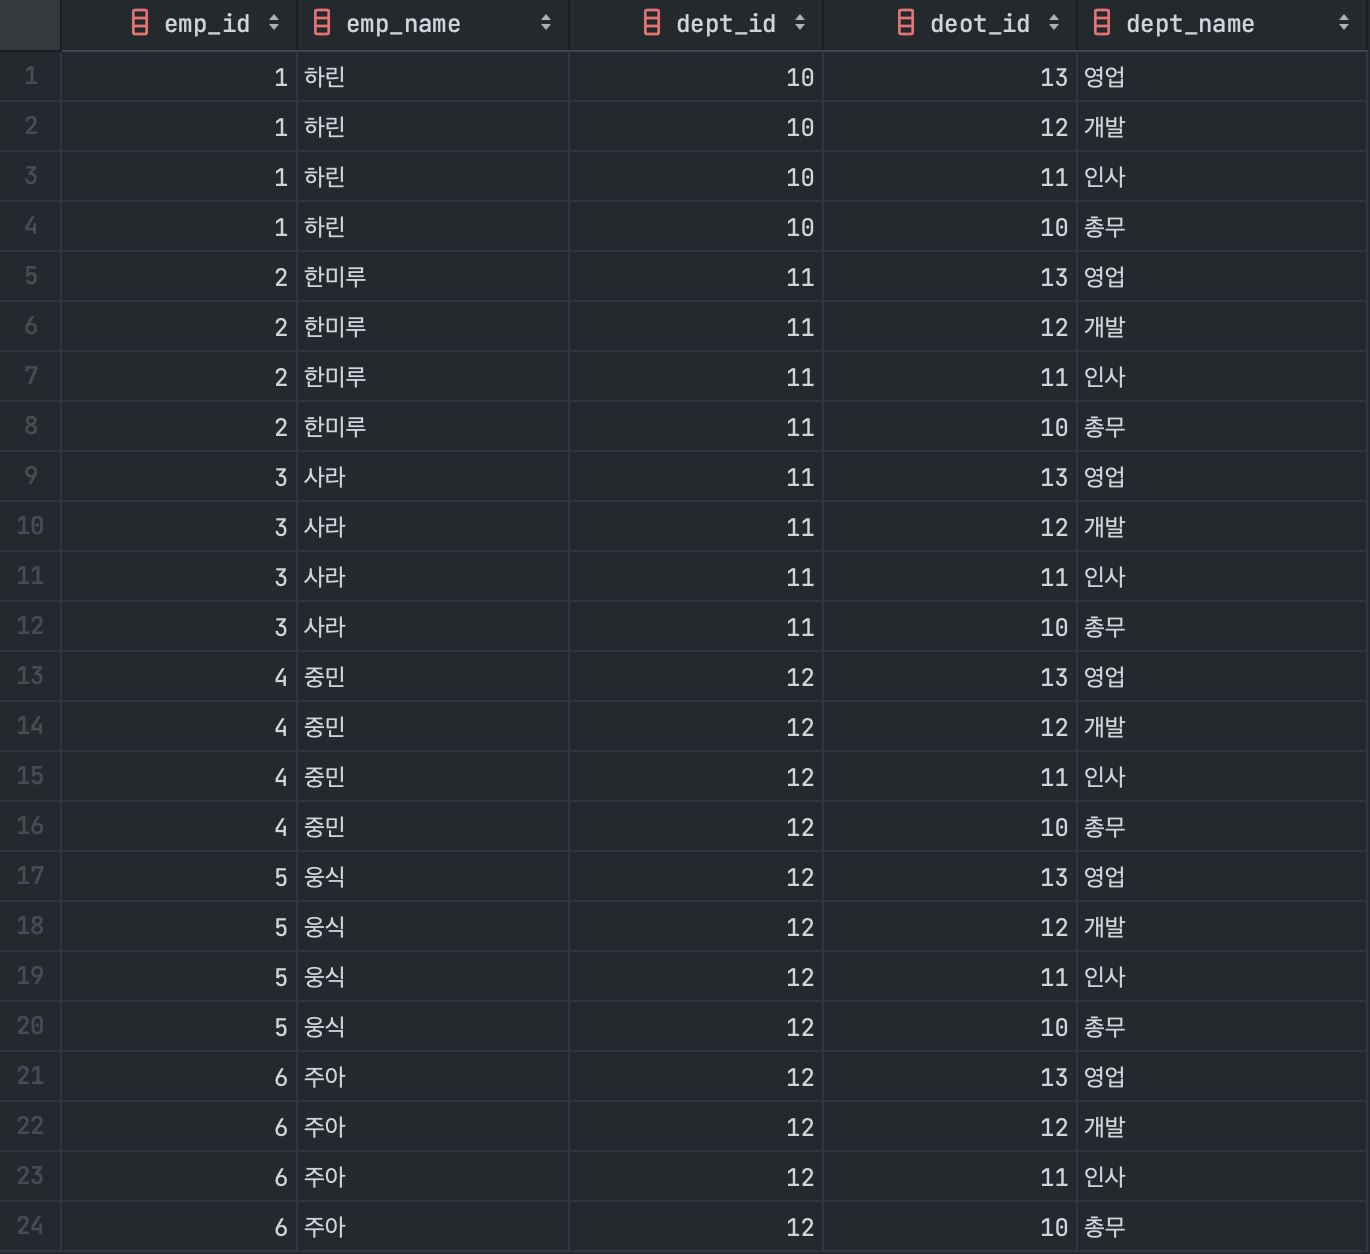 emp_id emp_name dept_id deot_id dept_name
1 1 하린 10 13 영업
2 1 하린 10 12 개발
3 1 하린 10 11 인사
4 1 하린 10 10 총무
5 2 한미루 11 13 영업
6 2 한미루 11 12 개발
7 2 한미루 11 11 인사
8 2 한미루 11 10 총무
9 3 사라 11 13 영업
10 3 사라 11 12 개발
11 3 사라 11 11 인사
12 3 사라 11 10 총무
13 4 중민 12 13 영업
14 4 중민 12 12 개발
15 4 중민 12 11 인사
16 4 중민 12 10 총무
17 5 웅식 12 13 영업
18 5 웅식 12 12 개발
19 5 웅식 12 11 인사
20 5 웅식 12 10 총무
21 6 주아 12 13 영업
22 6 주아 12 12 개발
23 6 주아 12 11 인사
24 6 주아 12 10 총무